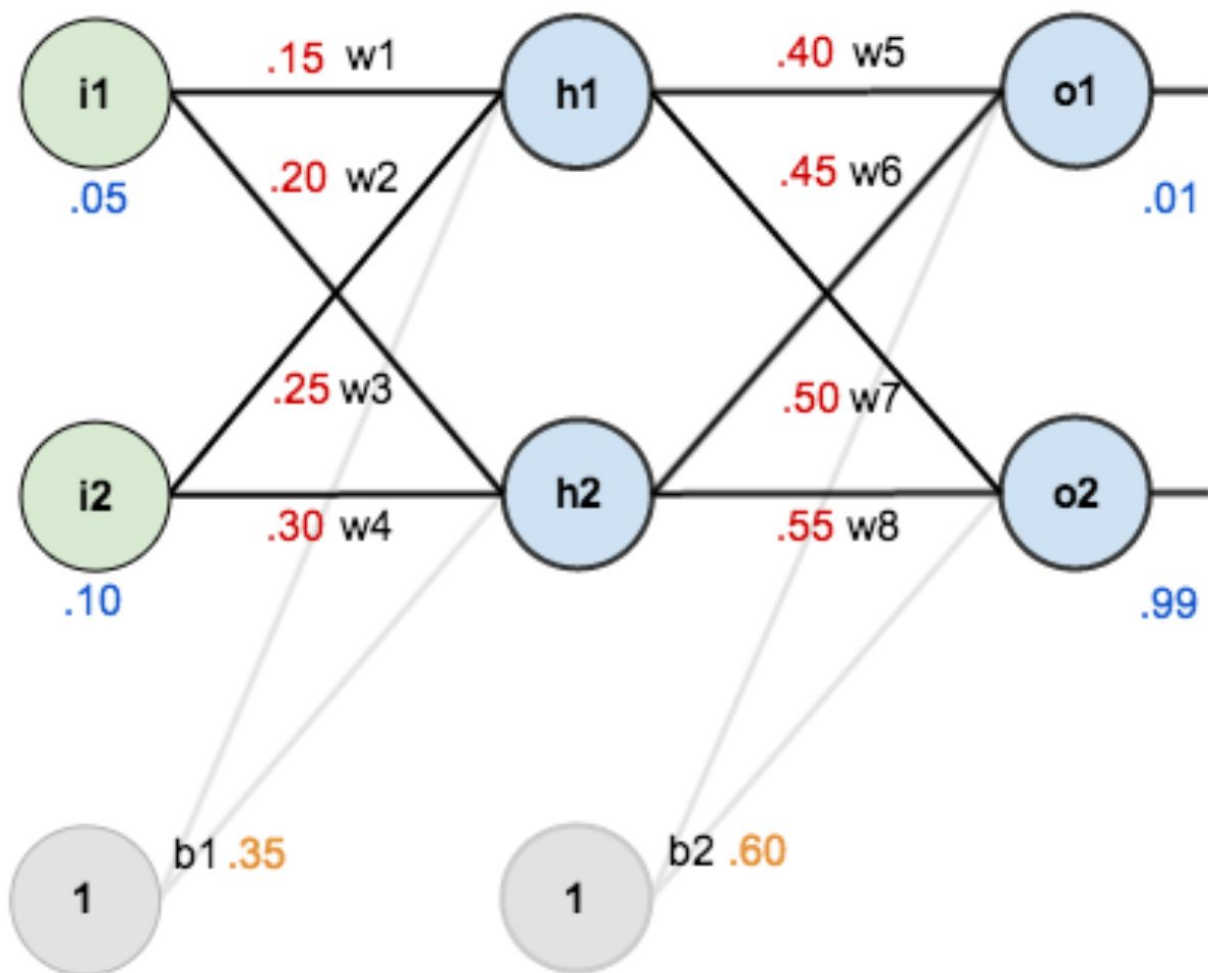 i1
.15 w1
h1
.40 w5
o1
.05
.20 w2
.45 w6
.01
.25 w3
.50 w7
i2
h2
o2
.30 w4
.55 w8
.10
.99
b1 .35
b2 .60
1
1